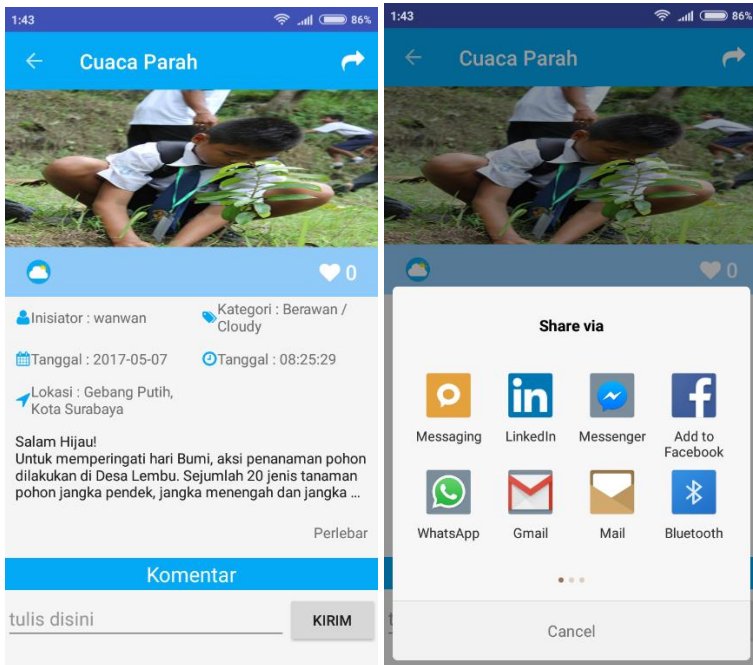 1:43
86%
Cuaca Parah
0
Inisiator : wanwan
Kategori : Berawan /
Cloudy
Tanggal : 2017-05-07
Tanggal : 08:25:29
Lokasi : Gebang Putih,
Kota Surabaya
Salam Hijau!
Untuk memperingati hari Bumi, aksi penanaman pohon
dilakukan di Desa Lembu. Sejumlah 20 jenis tanaman
pohon jangka pendek, jangka menengah dan jangka ...
Perlebar
Komentar
tulis disini
KIRIM
1:43
86%
Cuaca Parah
0
Share via
Messaging
LinkedIn
Messenger
Add to
Facebook
WhatsApp
Gmail
Mail
Bluetooth
Cancel